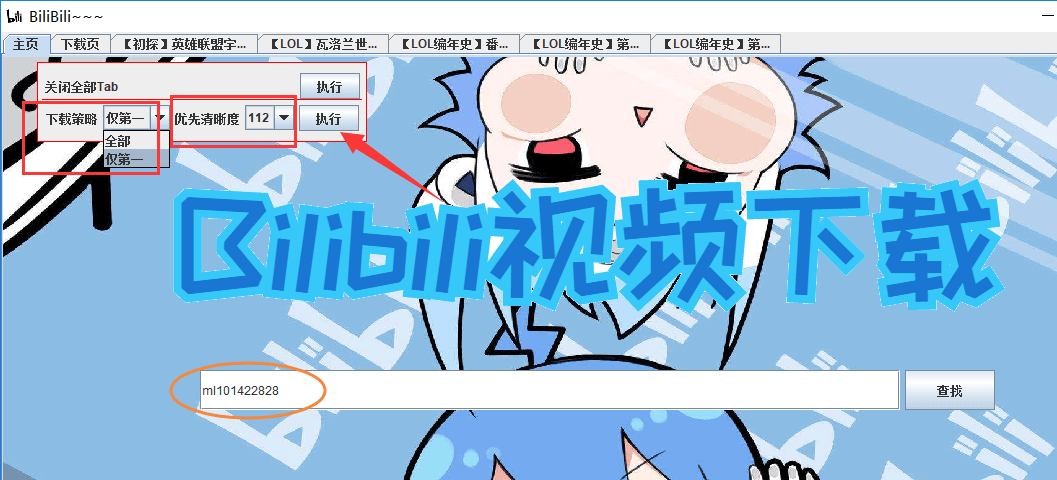 BiliBili~~~
主页 下载页 【初探】英雄联盟宇... 【LOL】瓦洛兰世... 【LOL编年史】番... 【LOL编年史】第... 【LOL编年史】第...
关闭全部Tab 执行
下载策略 仅第一 优先清晰度 112 执行
全部
仅第一
Bilibili视频下载
ml101422828 查找